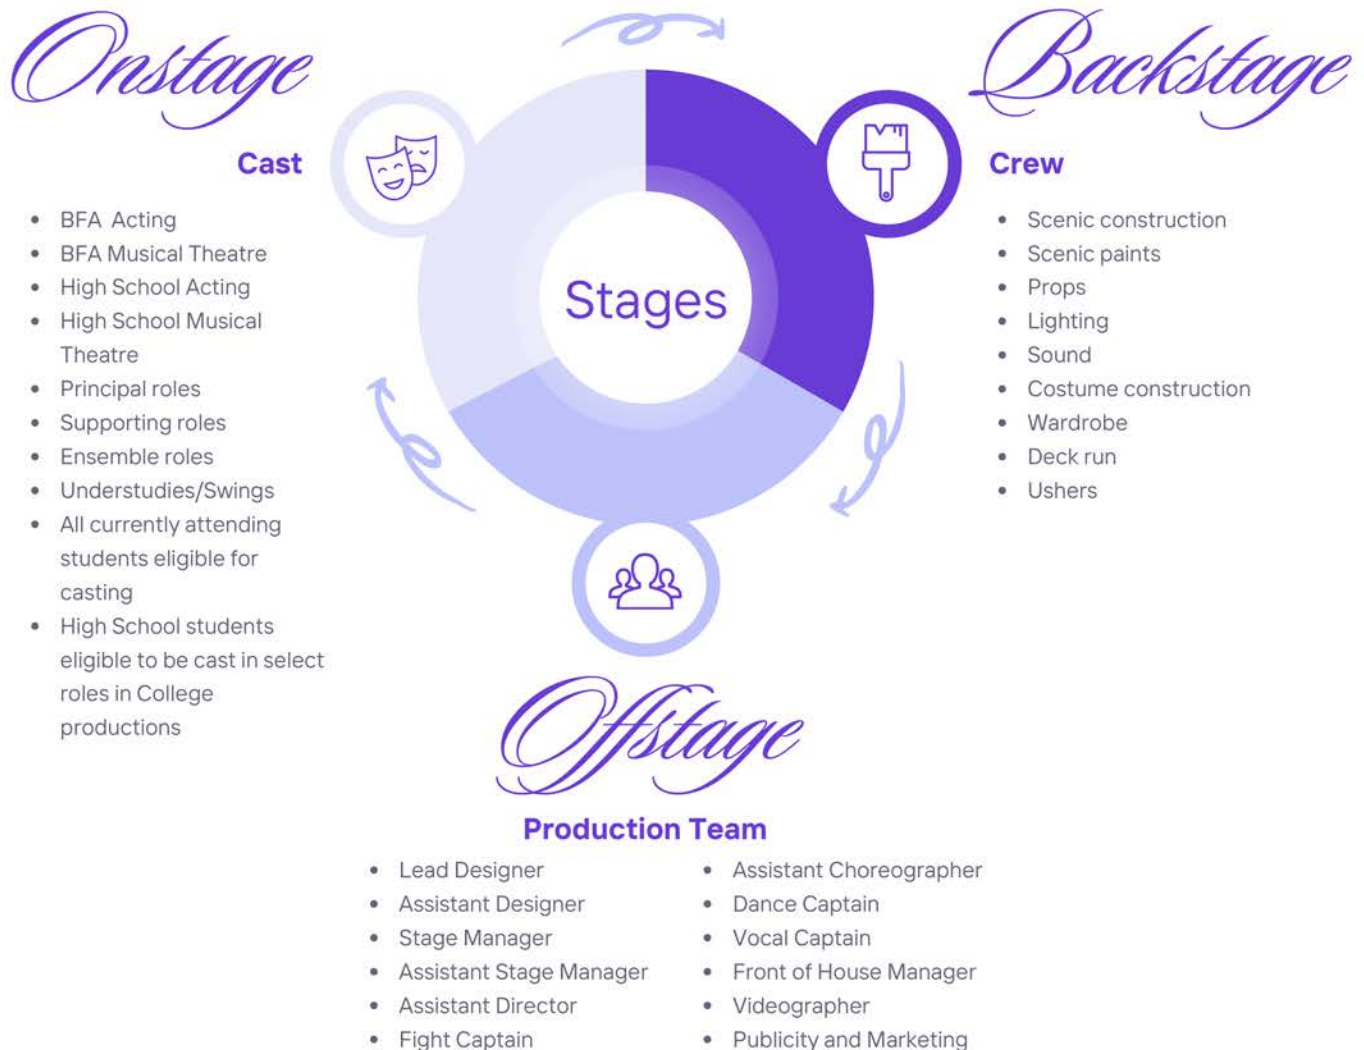 Onstage
Cast
• BFA Acting
• BFA Musical Theatre
• High School Acting
• High School Musical
Theatre
• Principal roles
• Supporting roles
• Ensemble roles
• Understudies/Swings
• All currently attending
students eligible for
casting
• High School students
eligible to be cast in select
roles in College
productions
Stages
Backstage
Crew
• Scenic construction
• Scenic paints
• Props
• Lighting
• Sound
• Costume construction
• Wardrobe
• Deck run
• Ushers
Offstage
Production Team
• Lead Designer
• Assistant Designer
• Stage Manager
• Assistant Stage Manager
• Assistant Director
• Fight Captain
• Assistant Choreographer
• Dance Captain
• Vocal Captain
• Front of House Manager
• Videographer
• Publicity and Marketing